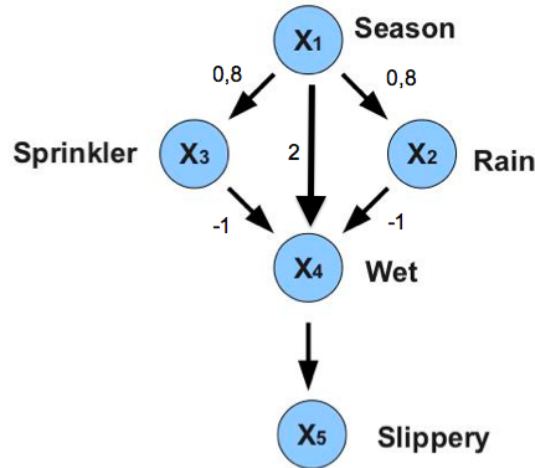 X1 Season
0,8 0,8
Sprinkler X3 2 X2 Rain
-1 -1
X4 Wet
X5 Slippery